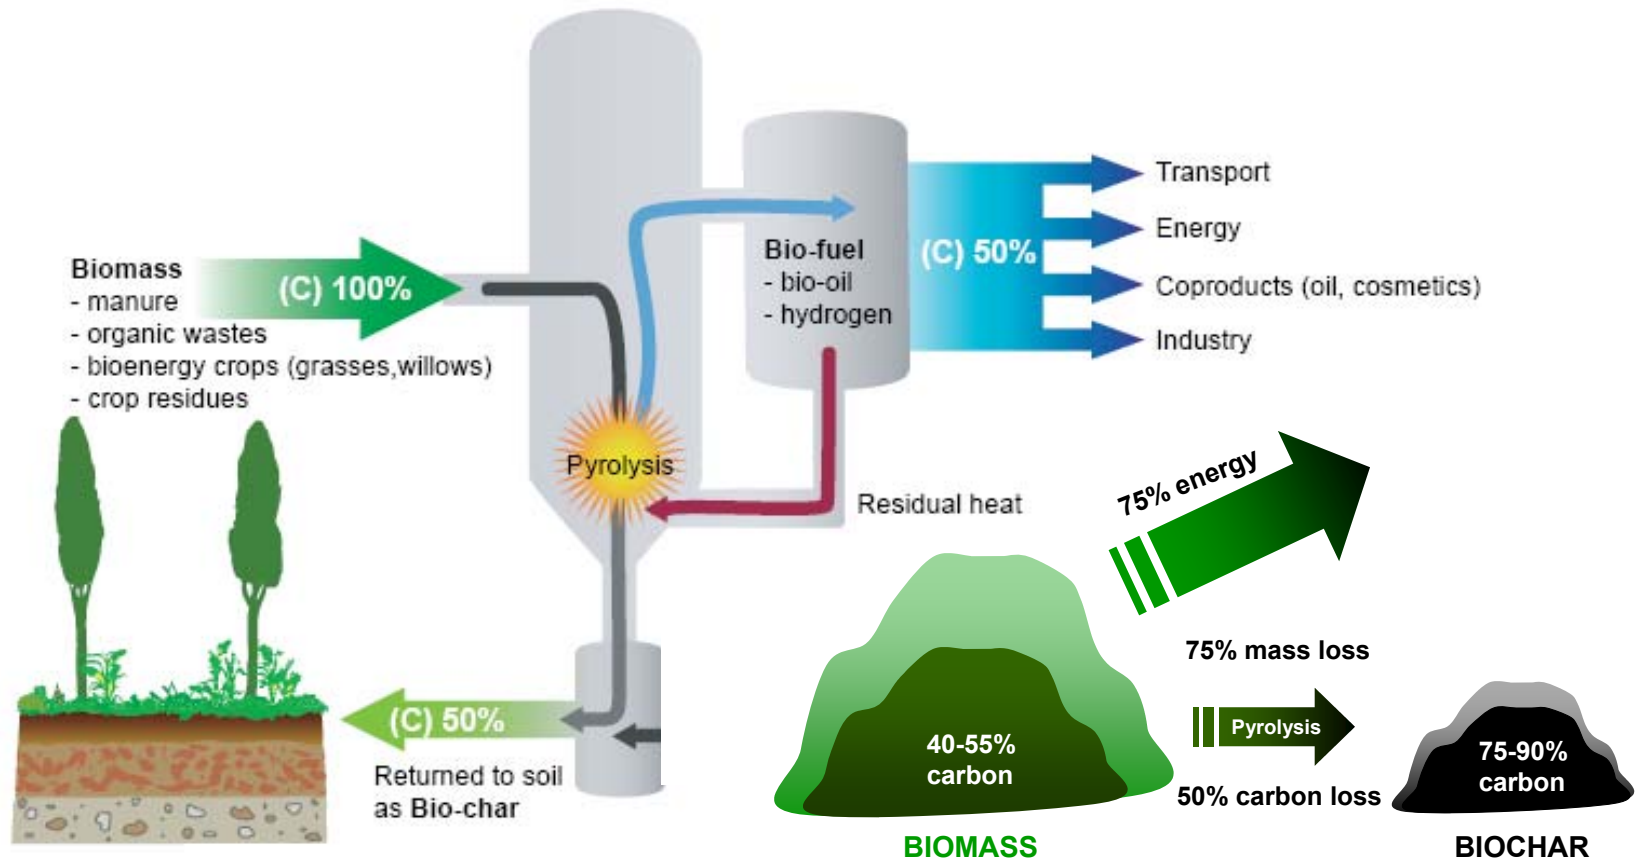 Biomass
- manure
- organic wastes
- bioenergy crops (grasses,willows)
- crop residues
(C) 100%
Pyrolysis
Bio-fuel
- bio-oil
- hydrogen
(C) 50%
Transport
Energy
Coproducts (oil, cosmetics)
Industry
Residual heat
(C) 50%
Returned to soil
as Bio-char
75% energy
75% mass loss
Pyrolysis
50% carbon loss
40-55%
carbon
BIOMASS
75-90%
carbon
BIOCHAR